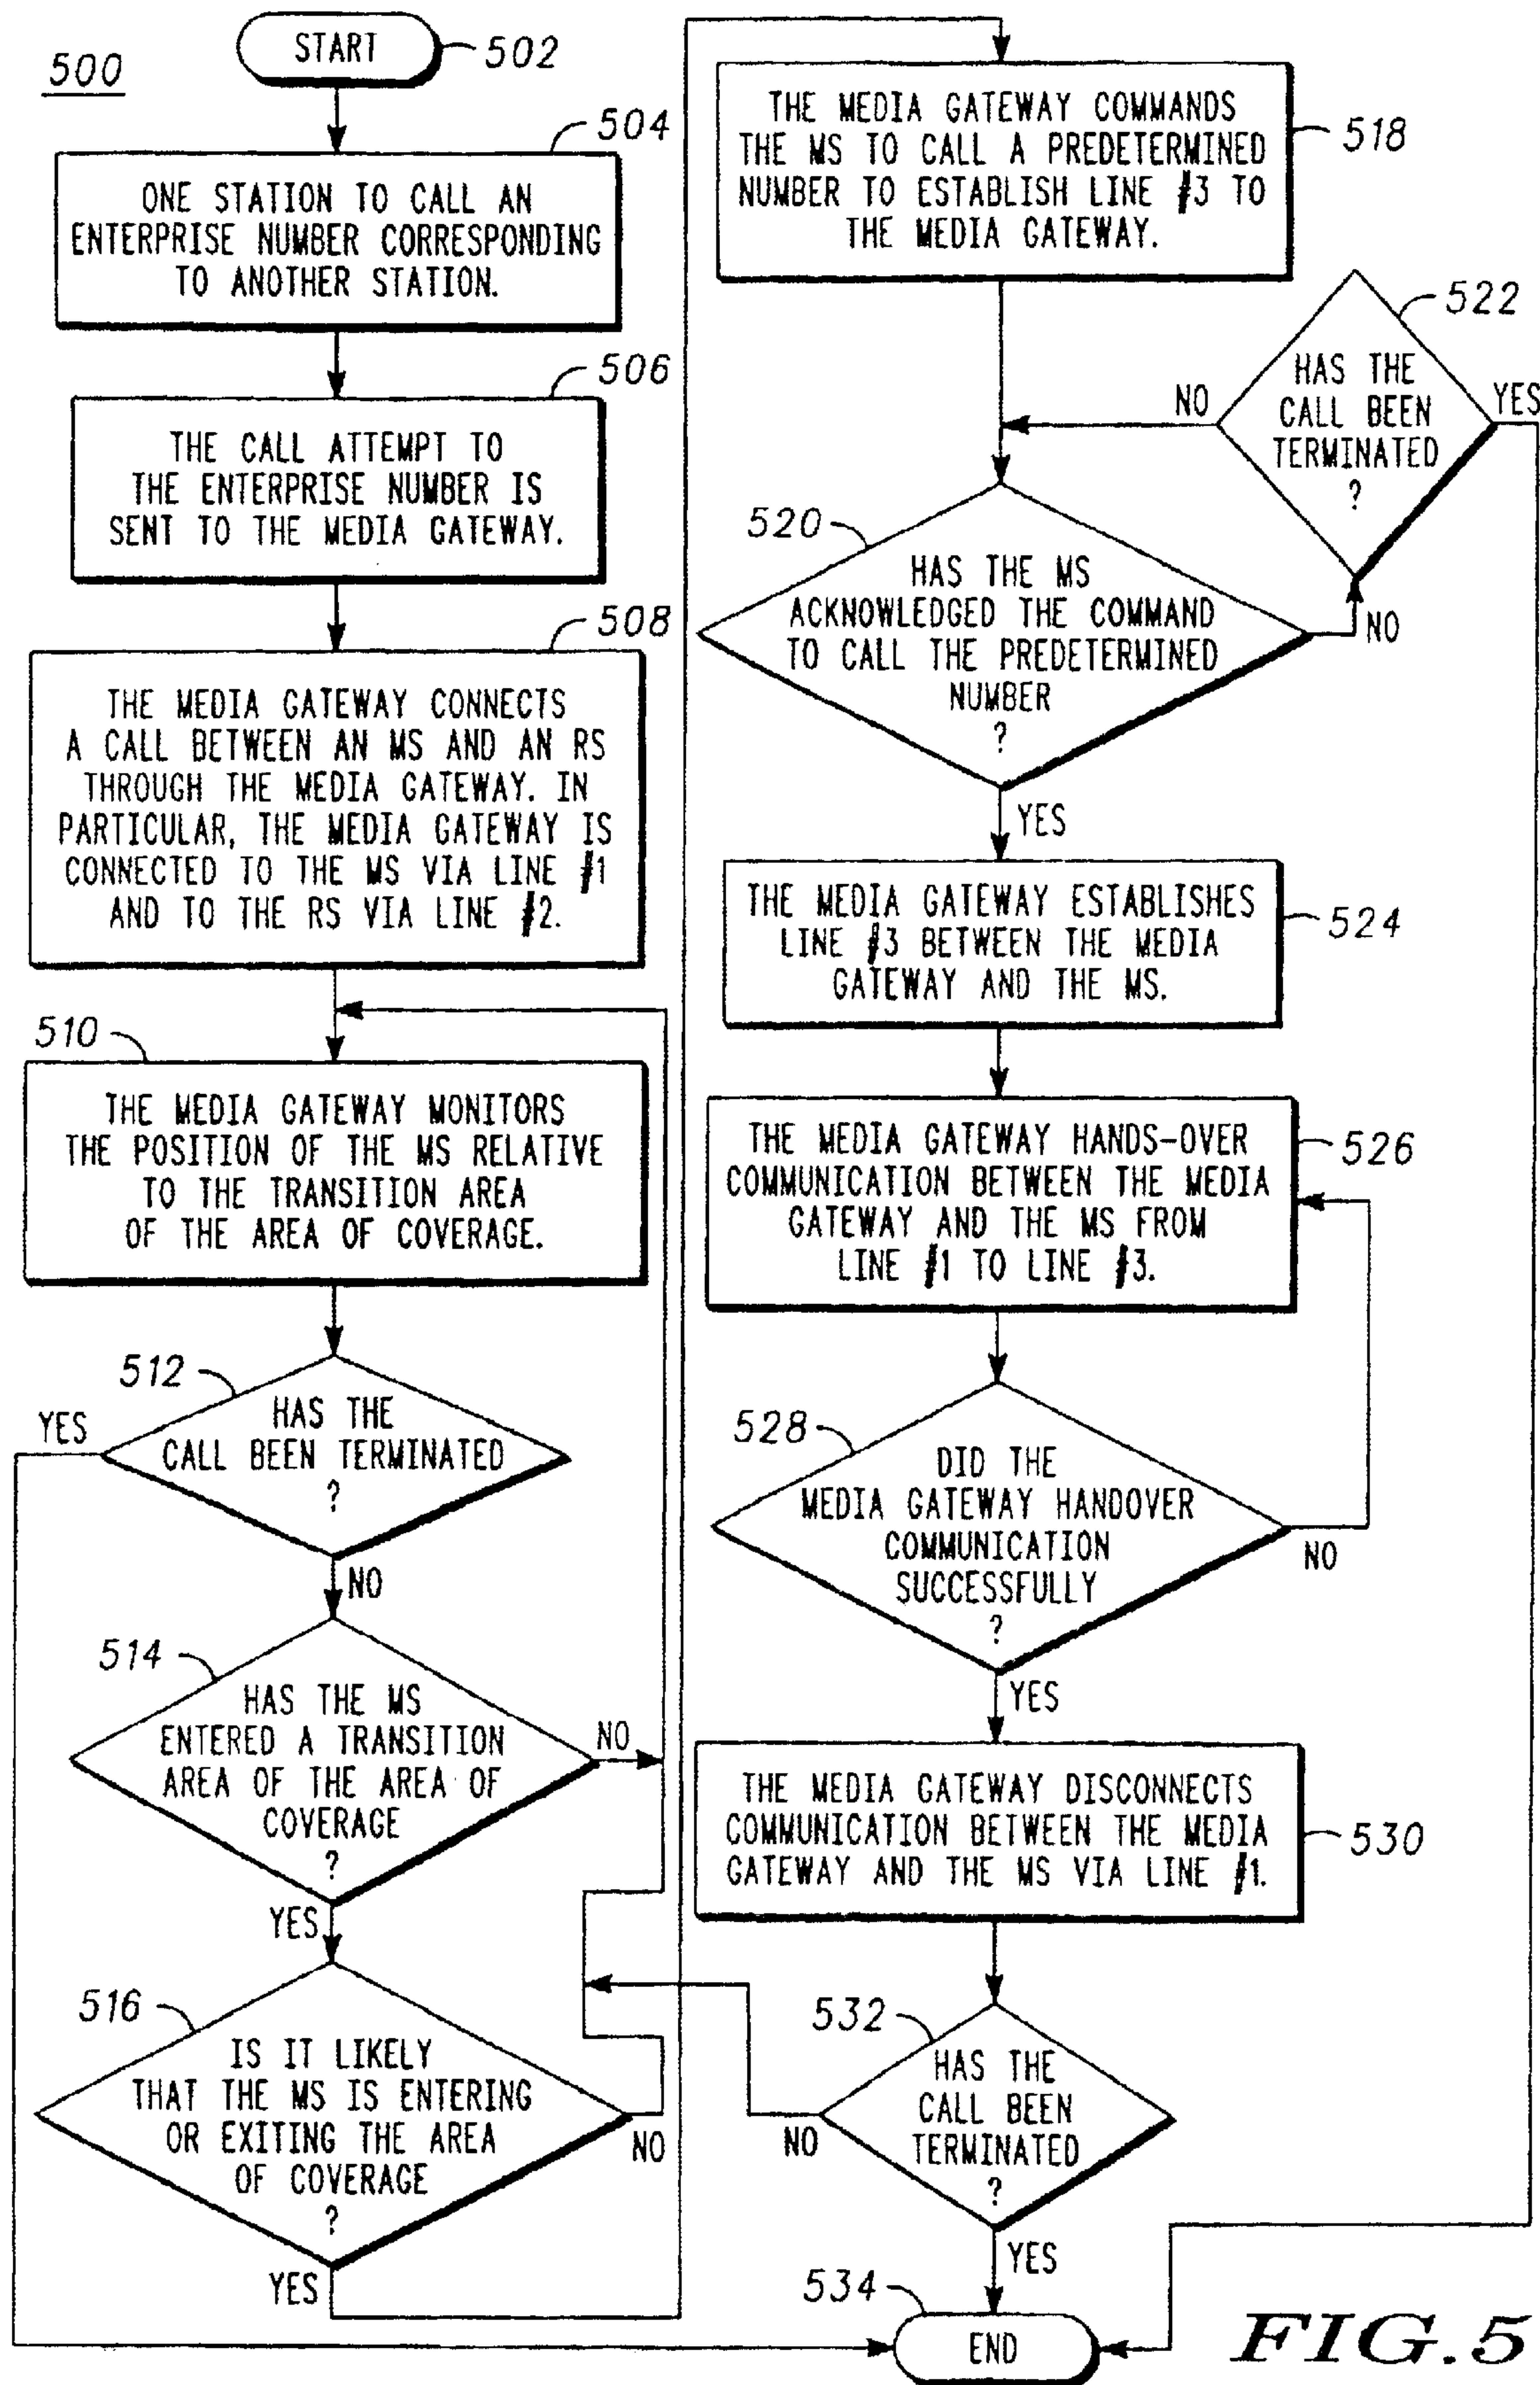 500
START
502
504
ONE STATION TO CALL AN
ENTERPRISE NUMBER CORRESPONDING
TO ANOTHER STATION.
506
THE CALL ATTEMPT TO
THE ENTERPRISE NUMBER IS
SENT TO THE MEDIA GATEWAY.
508
THE MEDIA GATEWAY CONNECTS
A CALL BETWEEN AN MS AND AN RS
THROUGH THE MEDIA GATEWAY. IN
PARTICULAR, THE MEDIA GATEWAY IS
CONNECTED TO THE MS VIA LINE #1
AND TO THE RS VIA LINE #2.
510
THE MEDIA GATEWAY MONITORS
THE POSITION OF THE MS RELATIVE
TO THE TRANSITION AREA
OF THE AREA OF COVERAGE.
512
HAS THE
CALL BEEN TERMINATED
?
YES
NO
514
HAS THE MS
ENTERED A TRANSITION
AREA OF THE AREA OF
COVERAGE
?
NO
YES
516
IS IT LIKELY
THAT THE MS IS ENTERING
OR EXITING THE AREA
OF COVERAGE
?
NO
YES
THE MEDIA GATEWAY COMMANDS
THE MS TO CALL A PREDETERMINED
NUMBER TO ESTABLISH LINE #3 TO
THE MEDIA GATEWAY.
518
522
HAS THE
CALL BEEN
TERMINATED
?
NO
YES
520
HAS THE MS
ACKNOWLEDGED THE COMMAND
TO CALL THE PREDETERMINED
NUMBER
?
NO
YES
THE MEDIA GATEWAY ESTABLISHES
LINE #3 BETWEEN THE MEDIA
GATEWAY AND THE MS.
524
THE MEDIA GATEWAY HANDS-OVER
COMMUNICATION BETWEEN THE MEDIA
GATEWAY AND THE MS FROM
LINE #1 TO LINE #3.
526
528
DID THE
MEDIA GATEWAY HANDOVER
COMMUNICATION
SUCCESSFULLY
?
NO
YES
THE MEDIA GATEWAY DISCONNECTS
COMMUNICATION BETWEEN THE MEDIA
GATEWAY AND THE MS VIA LINE #1.
530
532
HAS THE
CALL BEEN
TERMINATED
?
NO
YES
534
END
FIG.5